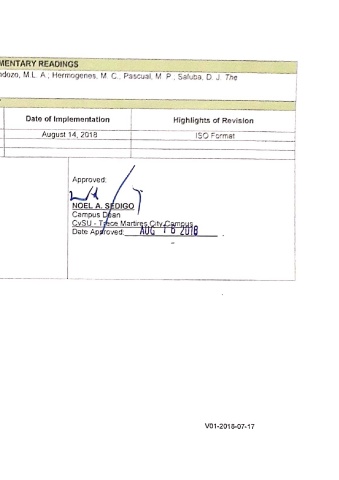 MENTARY READINGS
ndozo, M.L. A.; Hermogenes, M. C., Pascual, M. P., Saluba, D. J. The
Date of Implementation Highlights of Revision
August 14, 2018 ISO Format
Approved:
NOEL A. SEDIGO
Campus Dean
CvSU - Trece Martires City Campus
Date Approved: AUG 16 2018
V01-2018-07-17